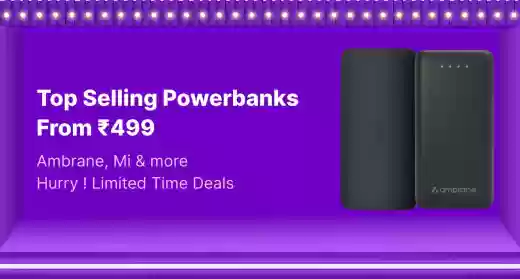 Top Selling Powerbanks
From ₹499
Ambrane, Mi & more
Hurry ! Limited Time Deals
ambrane